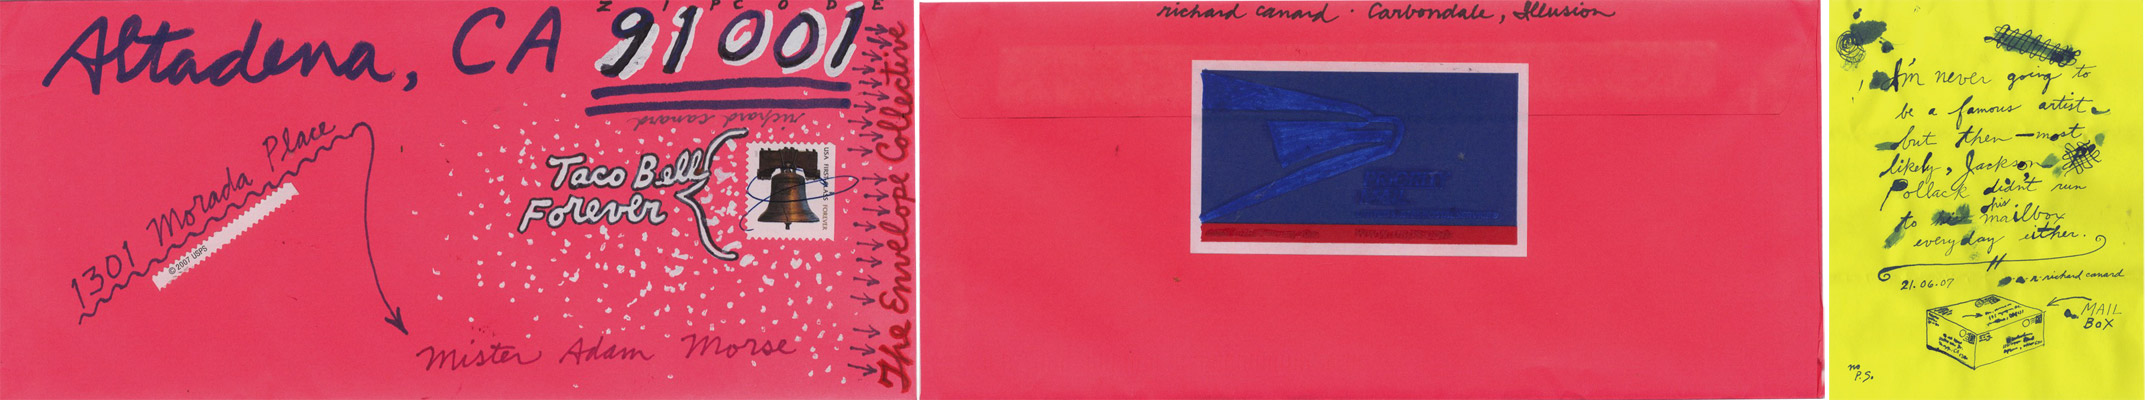 ZIPCODE
Altadena, CA 91001
richard canard
The Envelope Collective
1301 Morada Place
© 2007 USPS
Taco Bell
Forever
USA FIRST-CLASS FOREVER
Mister Adam Morse
richard canard · Carbondale, Illusion
I'm never going to
be a famous artist
but then—most
likely, Jackson
Pollack didn't run
to his mailbox
everyday either.
21.06.07
richard canard
MAIL
BOX
no
P.S.